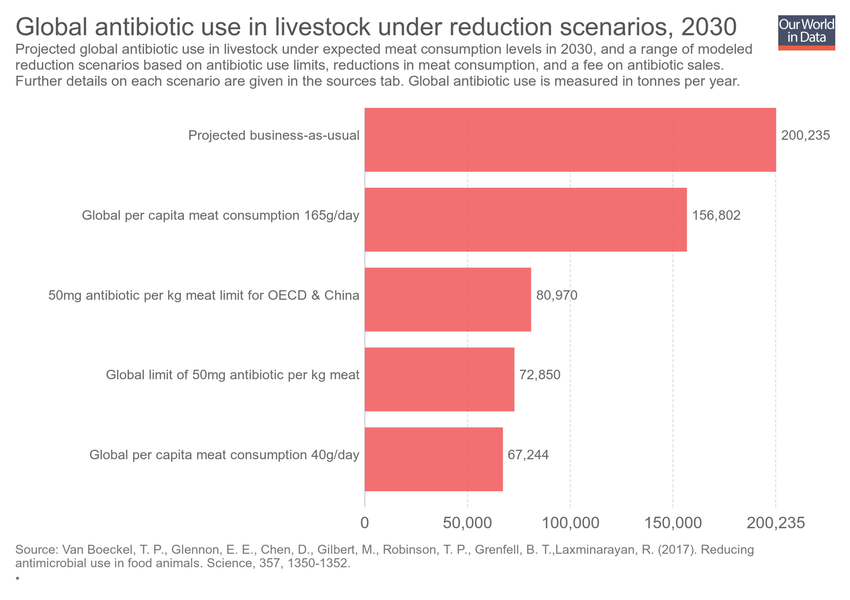 Global antibiotic use in livestock under reduction scenarios, 2030
Our World
in Data
Projected global antibiotic use in livestock under expected meat consumption levels in 2030, and a range of modeled
reduction scenarios based on antibiotic use limits, reductions in meat consumption, and a fee on antibiotic sales.
Further details on each scenario are given in the sources tab. Global antibiotic use is measured in tonnes per year.
Projected business-as-usual 200,235
Global per capita meat consumption 165g/day 156,802
50mg antibiotic per kg meat limit for OECD & China 80,970
Global limit of 50mg antibiotic per kg meat 72,850
Global per capita meat consumption 40g/day 67,244
0 50,000 100,000 150,000 200,235
Source: Van Boeckel, T. P., Glennon, E. E., Chen, D., Gilbert, M., Robinson, T. P., Grenfell, B. T.,Laxminarayan, R. (2017). Reducing
antimicrobial use in food animals. Science, 357, 1350-1352.
•